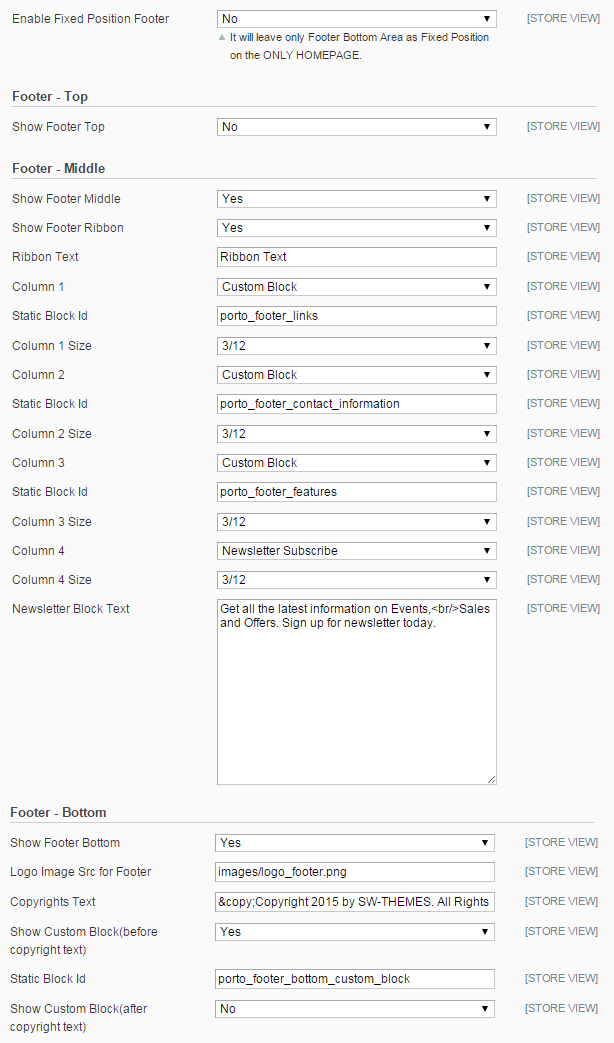 Enable Fixed Position Footer No ▼ [STORE VIEW]
▲ It will leave only Footer Bottom Area as Fixed Position
on the ONLY HOMEPAGE.
Footer - Top
Show Footer Top No ▼ [STORE VIEW]
Footer - Middle
Show Footer Middle Yes ▼ [STORE VIEW]
Show Footer Ribbon Yes ▼ [STORE VIEW]
Ribbon Text Ribbon Text [STORE VIEW]
Column 1 Custom Block ▼ [STORE VIEW]
Static Block Id porto_footer_links [STORE VIEW]
Column 1 Size 3/12 ▼ [STORE VIEW]
Column 2 Custom Block ▼ [STORE VIEW]
Static Block Id porto_footer_contact_information [STORE VIEW]
Column 2 Size 3/12 ▼ [STORE VIEW]
Column 3 Custom Block ▼ [STORE VIEW]
Static Block Id porto_footer_features [STORE VIEW]
Column 3 Size 3/12 ▼ [STORE VIEW]
Column 4 Newsletter Subscribe ▼ [STORE VIEW]
Column 4 Size 3/12 ▼ [STORE VIEW]
Newsletter Block Text Get all the latest information on Events,<br/>Sales [STORE VIEW]
and Offers. Sign up for newsletter today.
Footer - Bottom
Show Footer Bottom Yes ▼ [STORE VIEW]
Logo Image Src for Footer images/logo_footer.png [STORE VIEW]
Copyrights Text &copy;Copyright 2015 by SW-THEMES. All Rights [STORE VIEW]
Show Custom Block(before Yes ▼ [STORE VIEW]
copyright text)
Static Block Id porto_footer_bottom_custom_block [STORE VIEW]
Show Custom Block(after No ▼ [STORE VIEW]
copyright text)